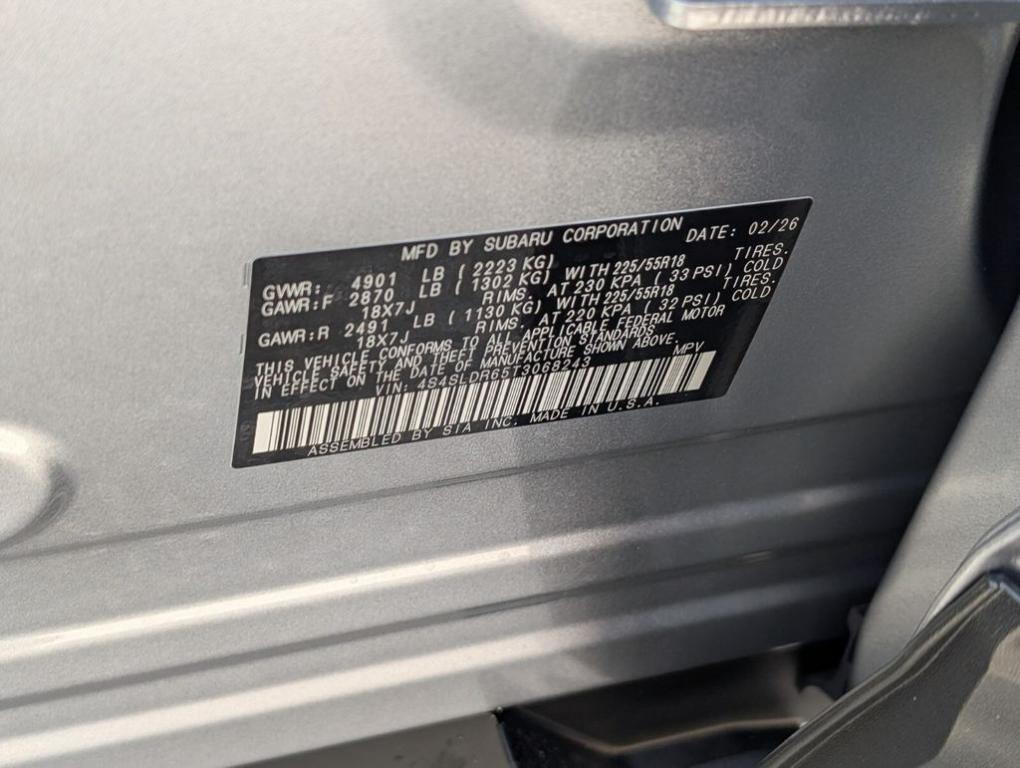 MFD BY SUBARU CORPORATION DATE: 02/26
GVWR: 4901 LB ( 2223 KG)
GAWR:F 2870 LB ( 1302 KG) WITH 225/55R18 TIRES.
18X7J RIMS. AT 230 KPA ( 33 PSI) COLD
GAWR:R 2491 LB ( 1130 KG) WITH 225/55R18 TIRES.
18X7J RIMS. AT 220 KPA ( 32 PSI) COLD
THIS VEHICLE CONFORMS TO ALL APPLICABLE FEDERAL MOTOR
VEHICLE SAFETY AND THEFT PREVENTION STANDARDS
IN EFFECT ON THE DATE OF MANUFACTURE SHOWN ABOVE.
VIN: 4S4SLDR65T3068243 MPV
ASSEMBLED BY SIA INC. MADE IN U.S.A.